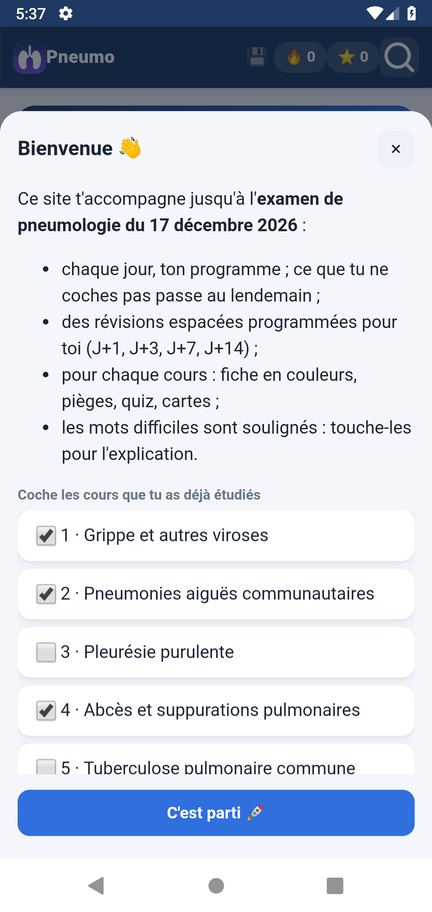 5:37
Pneumo
0
0
Bienvenue 👋
×
Ce site t'accompagne jusqu'à l'examen de
pneumologie du 17 décembre 2026 :
• chaque jour, ton programme ; ce que tu ne
coches pas passe au lendemain ;
• des révisions espacées programmées pour
toi (J+1, J+3, J+7, J+14) ;
• pour chaque cours : fiche en couleurs,
pièges, quiz, cartes ;
• les mots difficiles sont soulignés : touche-les
pour l'explication.
Coche les cours que tu as déjà étudiés
1 · Grippe et autres viroses
2 · Pneumonies aiguës communautaires
3 · Pleurésie purulente
4 · Abcès et suppurations pulmonaires
5 · Tuberculose pulmonaire commune
C'est parti 🚀